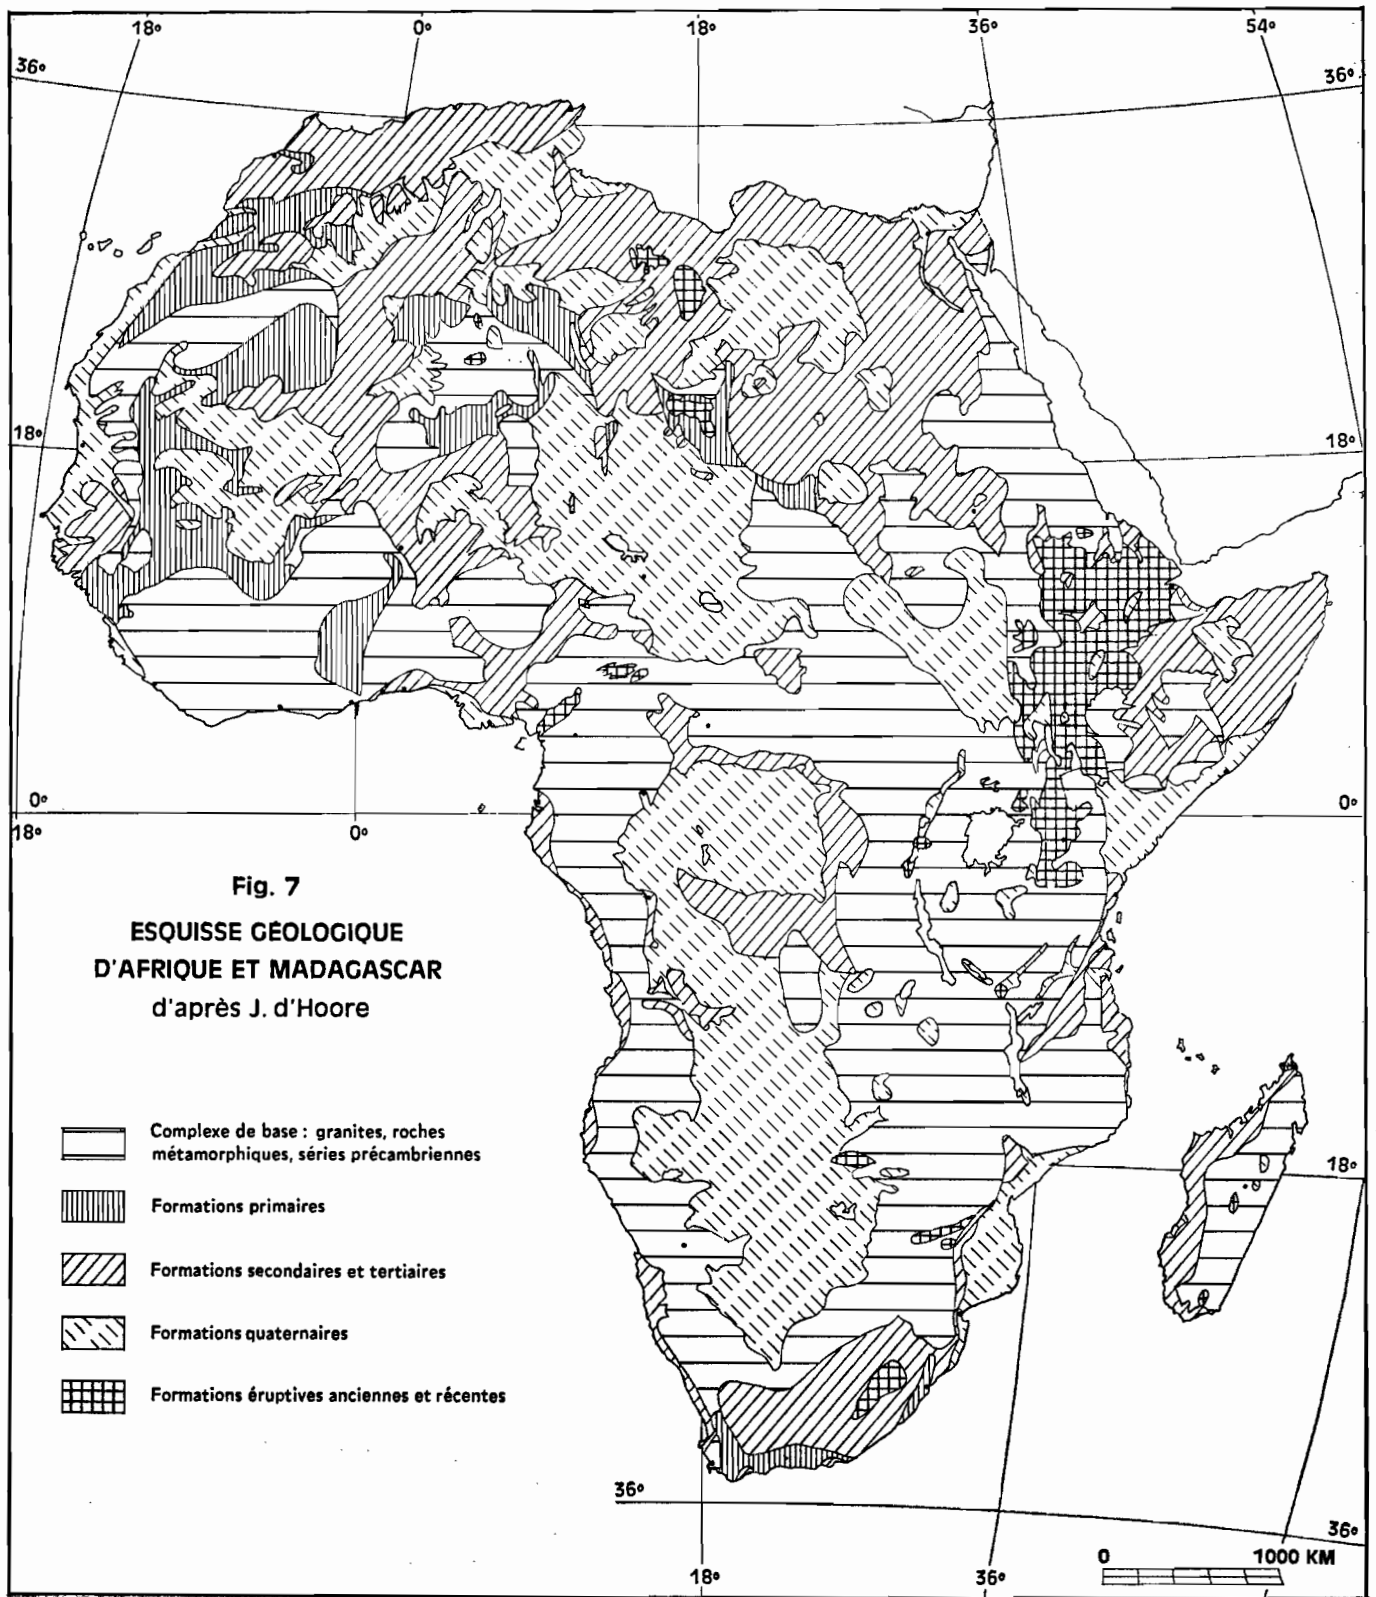 18° 0° 18° 36° 54°
36° 36°
18° 18°
0° 0°
18° 0°
Fig. 7
ESQUISSE GÉOLOGIQUE
D'AFRIQUE ET MADAGASCAR
d'après J. d'Hoore
Complexe de base : granites, roches
métamorphiques, séries précambriennes
18°
Formations primaires
Formations secondaires et tertiaires
Formations quaternaires
Formations éruptives anciennes et récentes
36°
36°
0 1000 KM
18° 36°